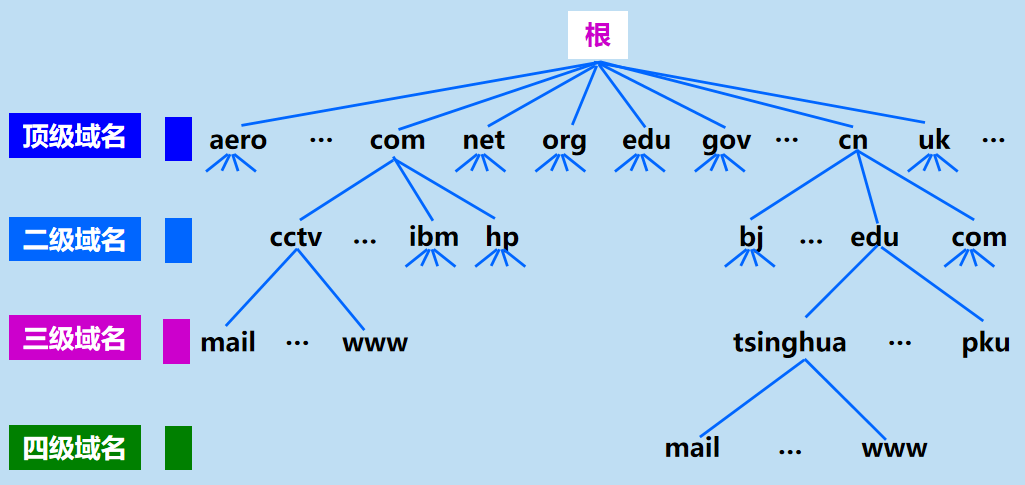 根
顶级域名 aero ... com net org edu gov ... cn uk ...
二级域名 cctv ... ibm hp bj ... edu com
三级域名 mail ... www tsinghua ... pku
四级域名 mail ... www